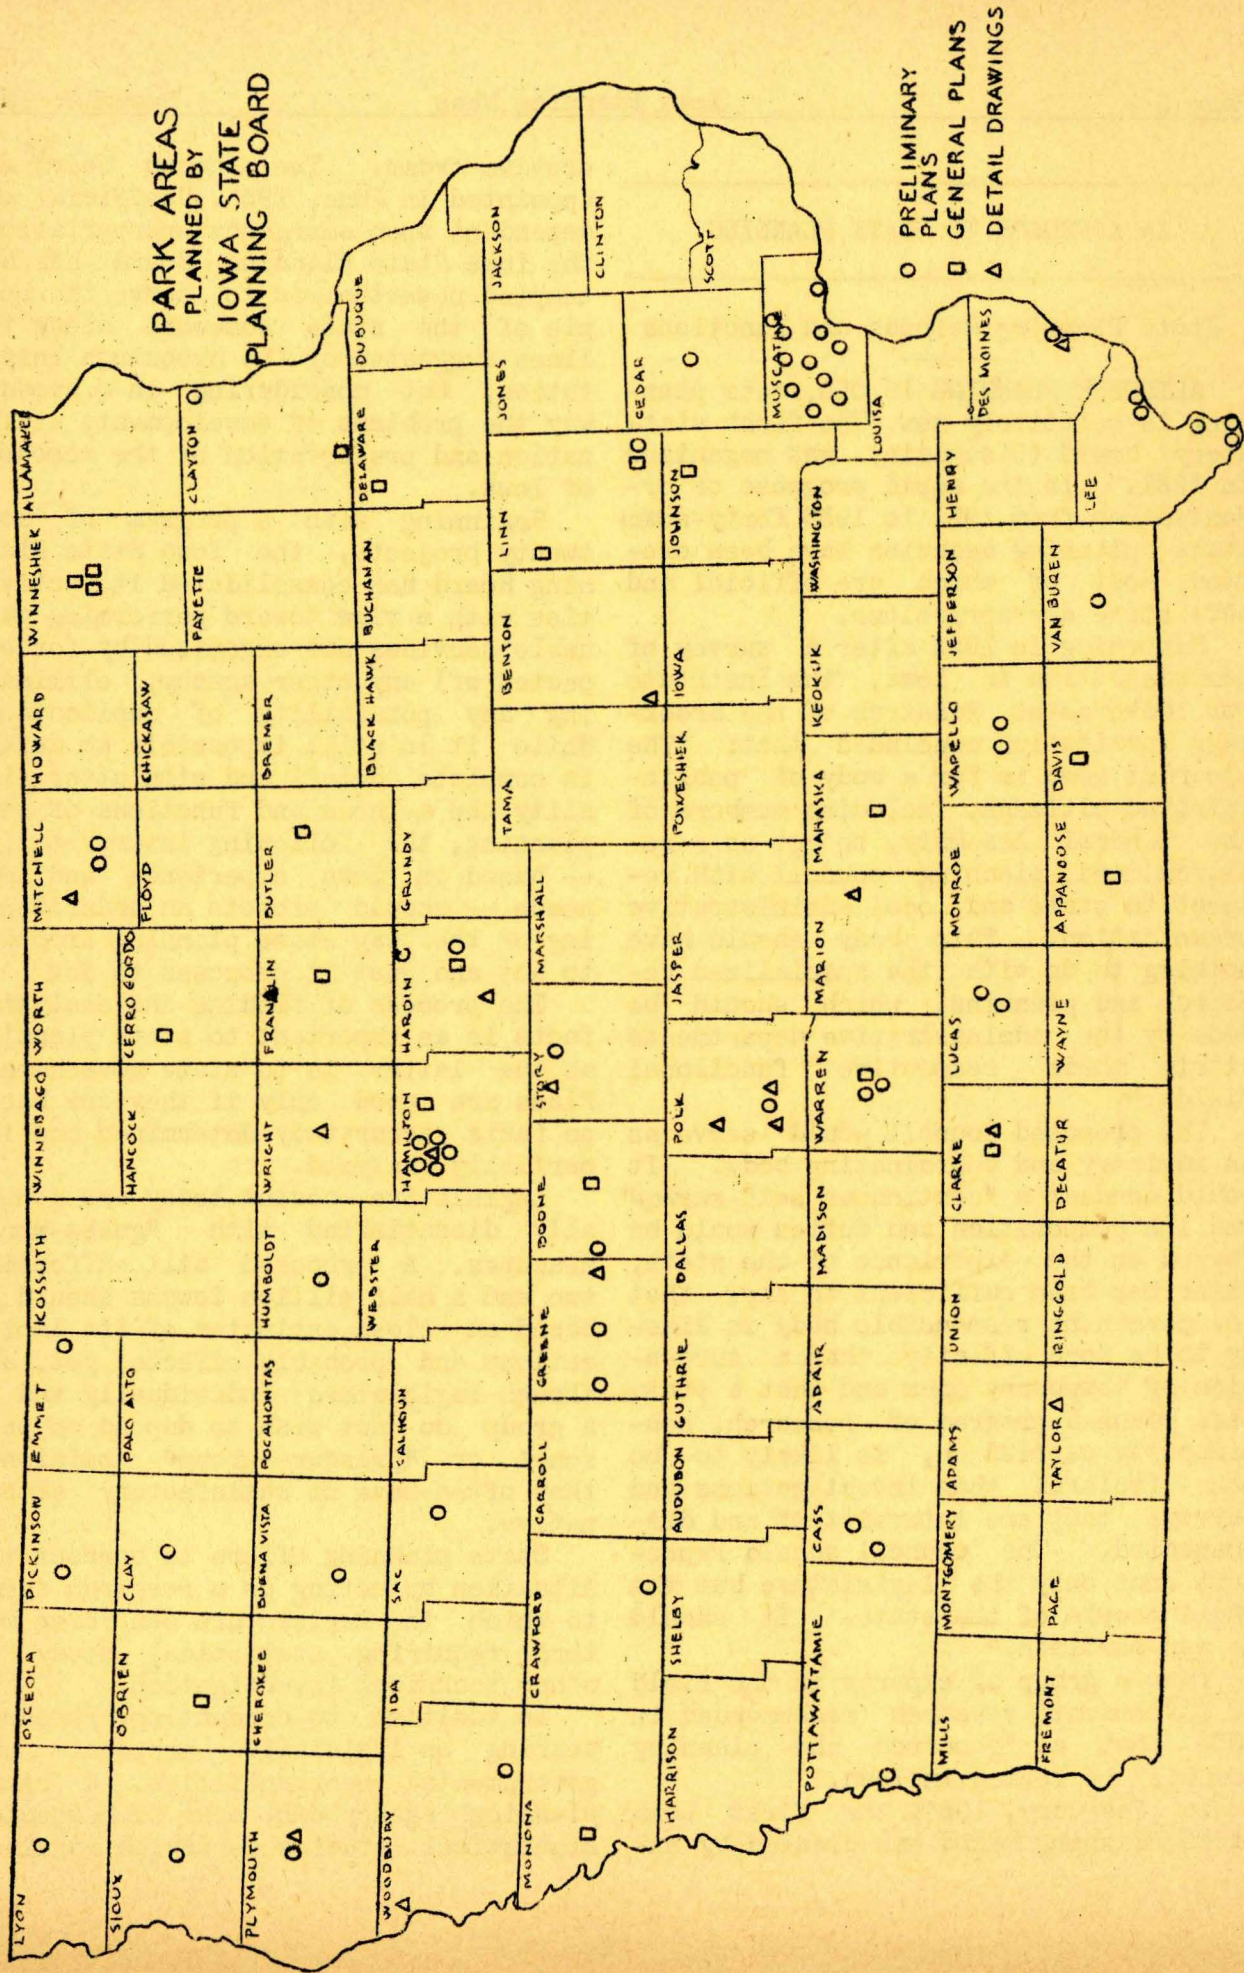 PARK AREAS
PLANNED BY
IOWA STATE
PLANNING BOARD
LYON
OSCEOLA
DICKINSON
EMMET
KOSSUTH
WINNEBAGO
WORTH
MITCHELL
HOWARD
WINNESHIEK
ALLAMAKEE
SIOUX
OBRIEN
CLAY
PALO ALTO
HANCOCK
CERRO GORDO
FLOYD
CHICKASAW
FAYETTE
CLAYTON
PLYMOUTH
CHEROKEE
BUENA VISTA
POCAHONTAS
HUMBOLDT
WRIGHT
FRANKLIN
BUTLER
BREMER
WOODBURY
IDA
SAC
CALHOUN
WEBSTER
HAMILTON
HARDIN
GRUNDY
BLACK HAWK
BUCHANAN
DELAWARE
DUBUQUE
MONONA
CRAWFORD
CARROLL
GREENE
BOONE
STORY
MARSHALL
TAMA
BENTON
LINN
JONES
JACKSON
CLINTON
HARRISON
SHELBY
AUDUBON
GUTHRIE
DALLAS
POLK
JASPER
POWESHIEK
IOWA
JOHNSON
CEDAR
SCOTT
MUSCATINE
POTTAWATTAMIE
CASS
ADAIR
MADISON
WARREN
MARION
MAHASKA
KEOKUK
WASHINGTON
LOUISA
MILLS
MONTGOMERY
ADAMS
UNION
CLARKE
LUCAS
MONROE
WAPELLO
JEFFERSON
HENRY
DES MOINES
FREMONT
PAGE
TAYLOR
RINGGOLD
DECATUR
WAYNE
APPANOOSE
DAVIS
VAN BUREN
LEE
PRELIMINARY
PLANS
GENERAL PLANS
DETAIL DRAWINGS